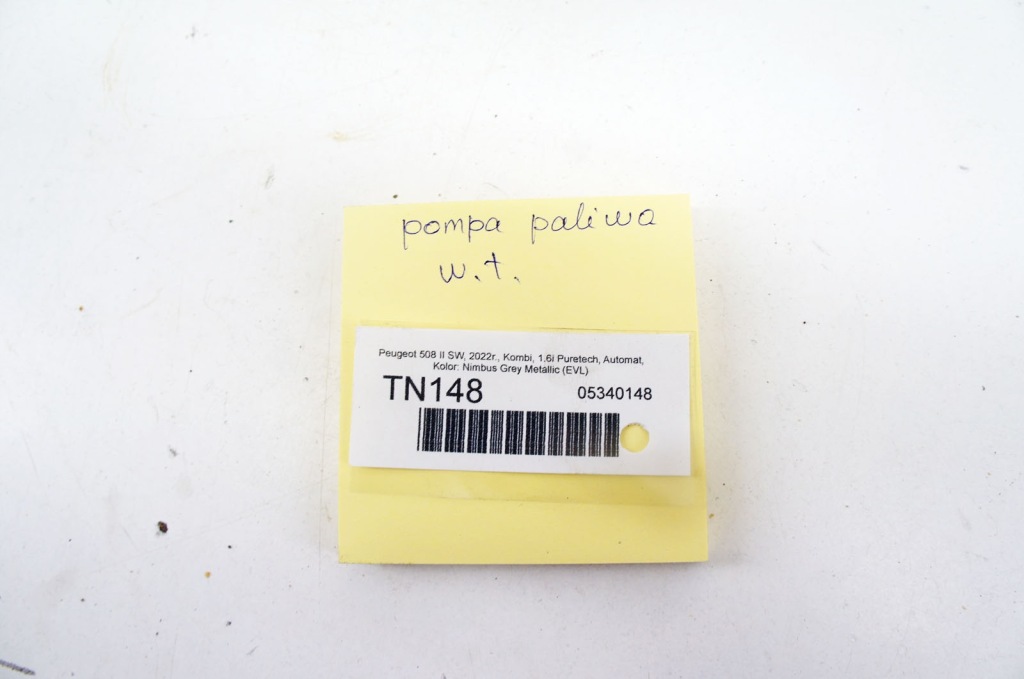 pompa paliwa
w.t.
Peugeot 508 II SW, 2022r., Kombi, 1,6i Puretech, Automat,
Kolor: Nimbus Grey Metallic (EVL)
TN148 05340148